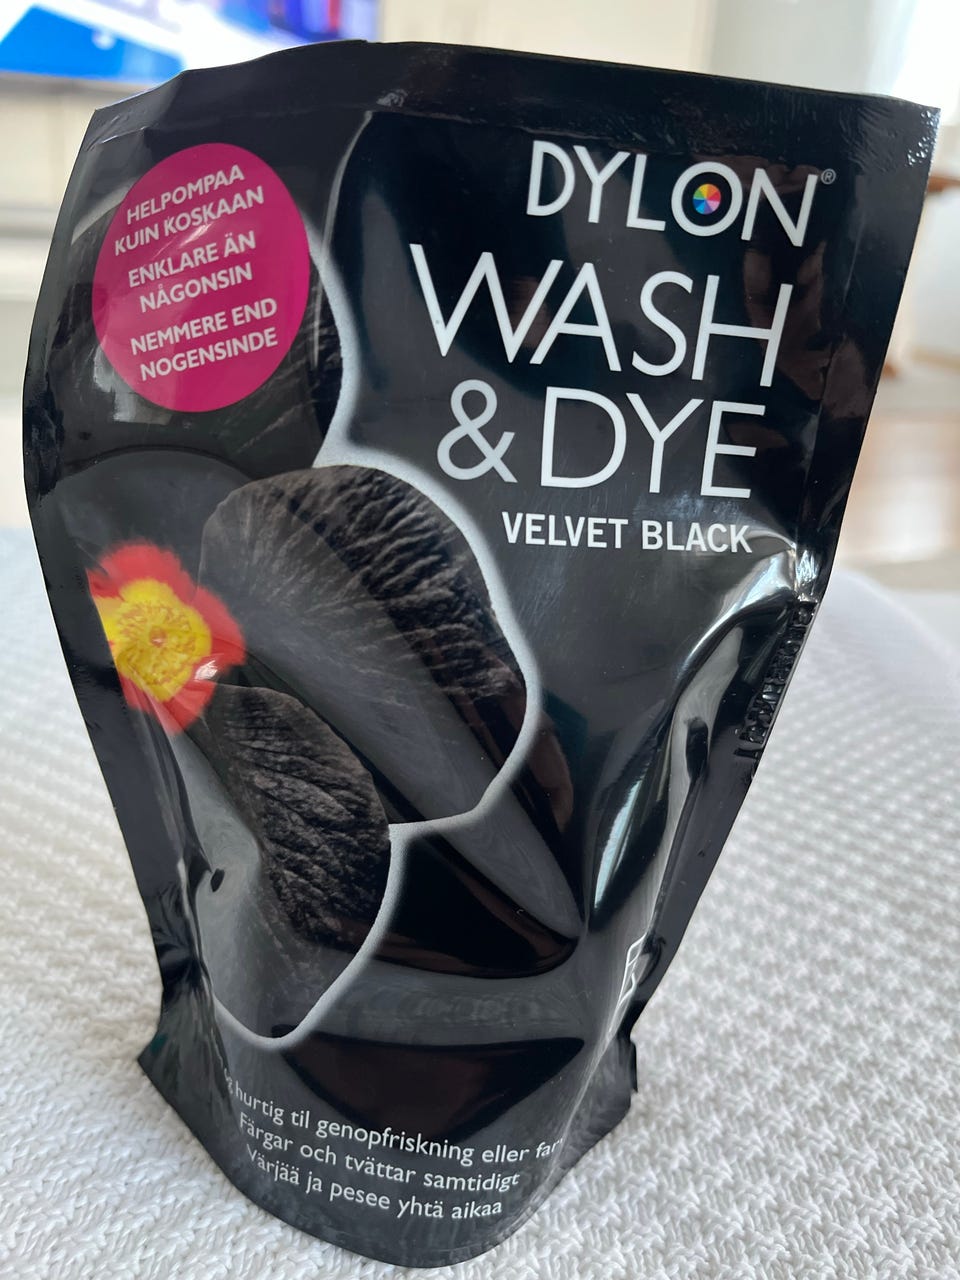 HELPOMPAA
KUIN KOSKAAN
ENKLARE ÄN
NÅGONSIN
NEMMERE END
NOGENSINDE
DYLON®
WASH
& DYE
VELVET BLACK
hurtig til genopfriskning eller
Färgar och tvättar samtidigt
Värjää ja pesee yhtä aikaa